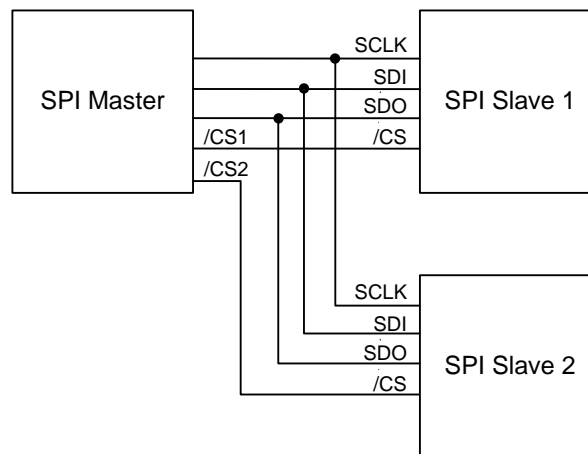 SPI Master
/CS1
/CS2
SCLK
SDI
SDO
/CS
SPI Slave 1
SCLK
SDI
SDO
/CS
SPI Slave 2